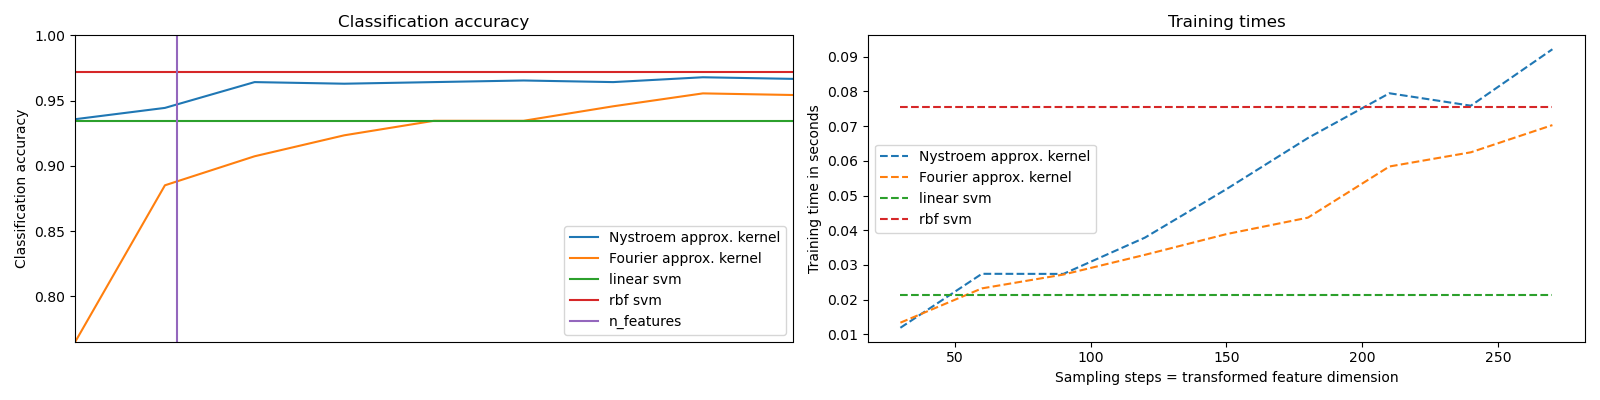 Classification accuracy
1.00
0.95
0.90
0.85
0.80
Classification accuracy
Nystroem approx. kernel
Fourier approx. kernel
linear svm
rbf svm
n_features
Training times
0.09
0.08
0.07
0.06
0.05
0.04
0.03
0.02
0.01
Training time in seconds
Nystroem approx. kernel
Fourier approx. kernel
linear svm
rbf svm
50 100 150 200 250
Sampling steps = transformed feature dimension